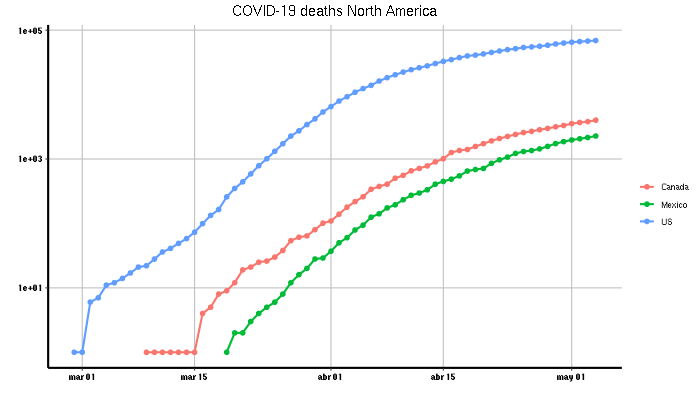 COVID-19 deaths North America
1e+05
1e+03
1e+01
mar 01
mar 15
abr 01
abr 15
may 01
Canada
Mexico
US